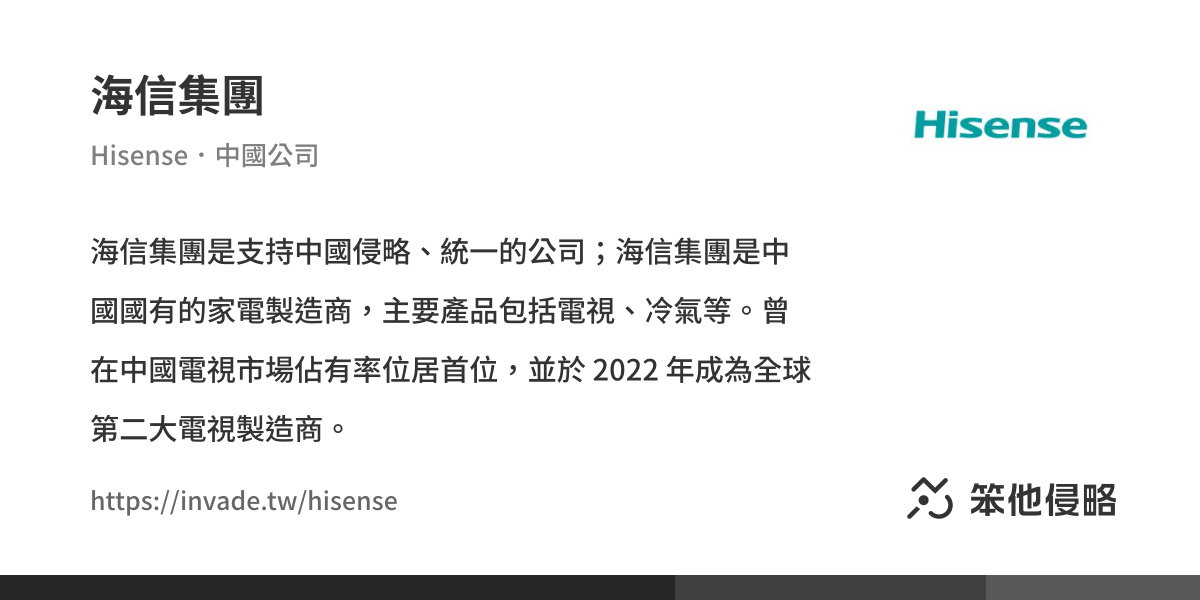 海信集團
Hisense
Hisense・中國公司
海信集團是支持中國侵略、統一的公司；海信集團是中
國國有的家電製造商，主要產品包括電視、冷氣等。曾
在中國電視市場佔有率位居首位，並於 2022 年成為全球
第二大電視製造商。
https://invade.tw/hisense
笨他侵略